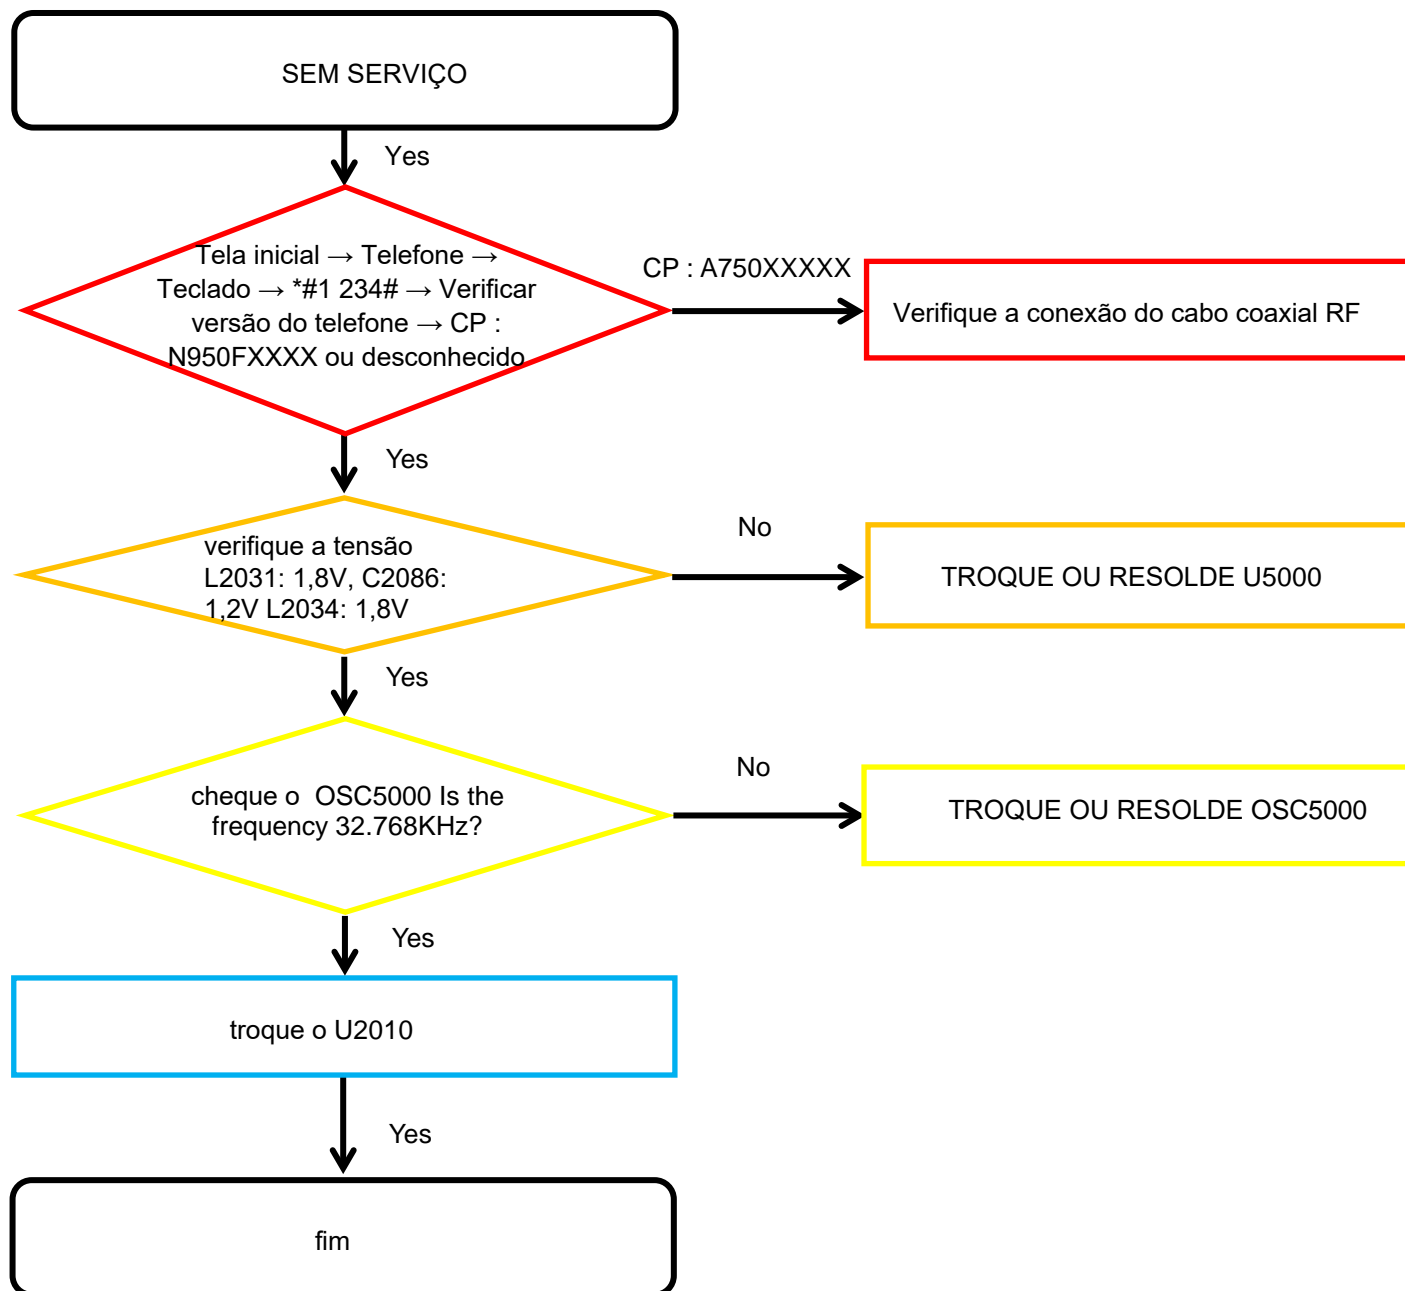 SEM SERVIÇO
Yes
Tela inicial → Telefone →
Teclado → *#1 234# → Verificar
versão do telefone → CP :
N950FXXXX ou desconhecido
CP : A750XXXXX
Verifique a conexão do cabo coaxial RF
Yes
verifique a tensão
L2031: 1,8V, C2086:
1,2V L2034: 1,8V
No
TROQUE OU RESOLDE U5000
Yes
cheque o  OSC5000 Is the
frequency 32.768KHz?
No
TROQUE OU RESOLDE OSC5000
Yes
troque o U2010
Yes
fim